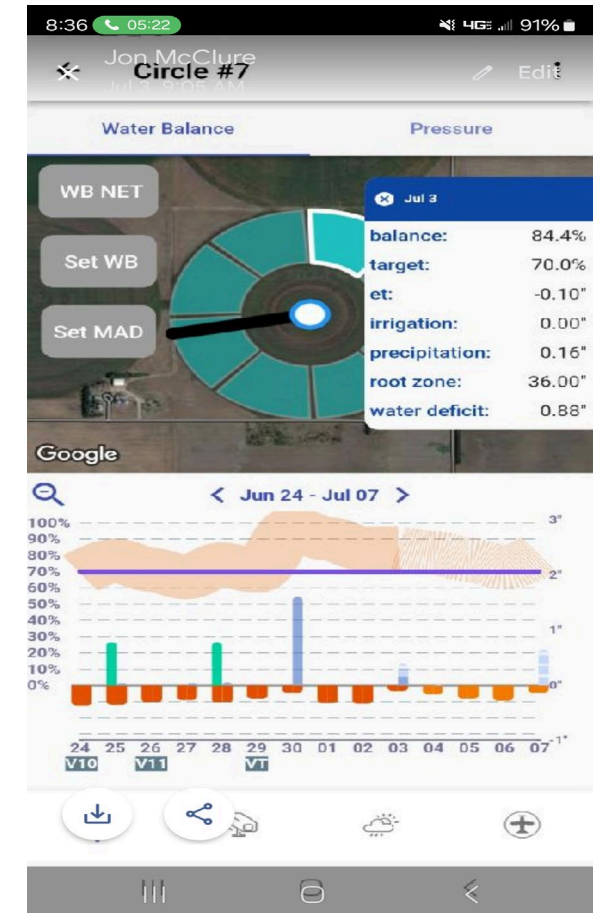 8:36 05:22 4G 91%
Jon McClure
Circle #7
Edit
Jul 3, 9:05 AM
Water Balance Pressure
WB NET
Set WB
Set MAD
Jul 3
balance: 84.4%
target: 70.0%
et: -0.10"
irrigation: 0.00"
precipitation: 0.16"
root zone: 36.00"
water deficit: 0.88"
Google
< Jun 24 - Jul 07 >
100% 3"
90%
80%
70% 2"
60%
50%
40% 1"
30%
20%
10%
0% 0"
-1"
24 25 26 27 28 29 30 01 02 03 04 05 06 07
V10 V11 VT